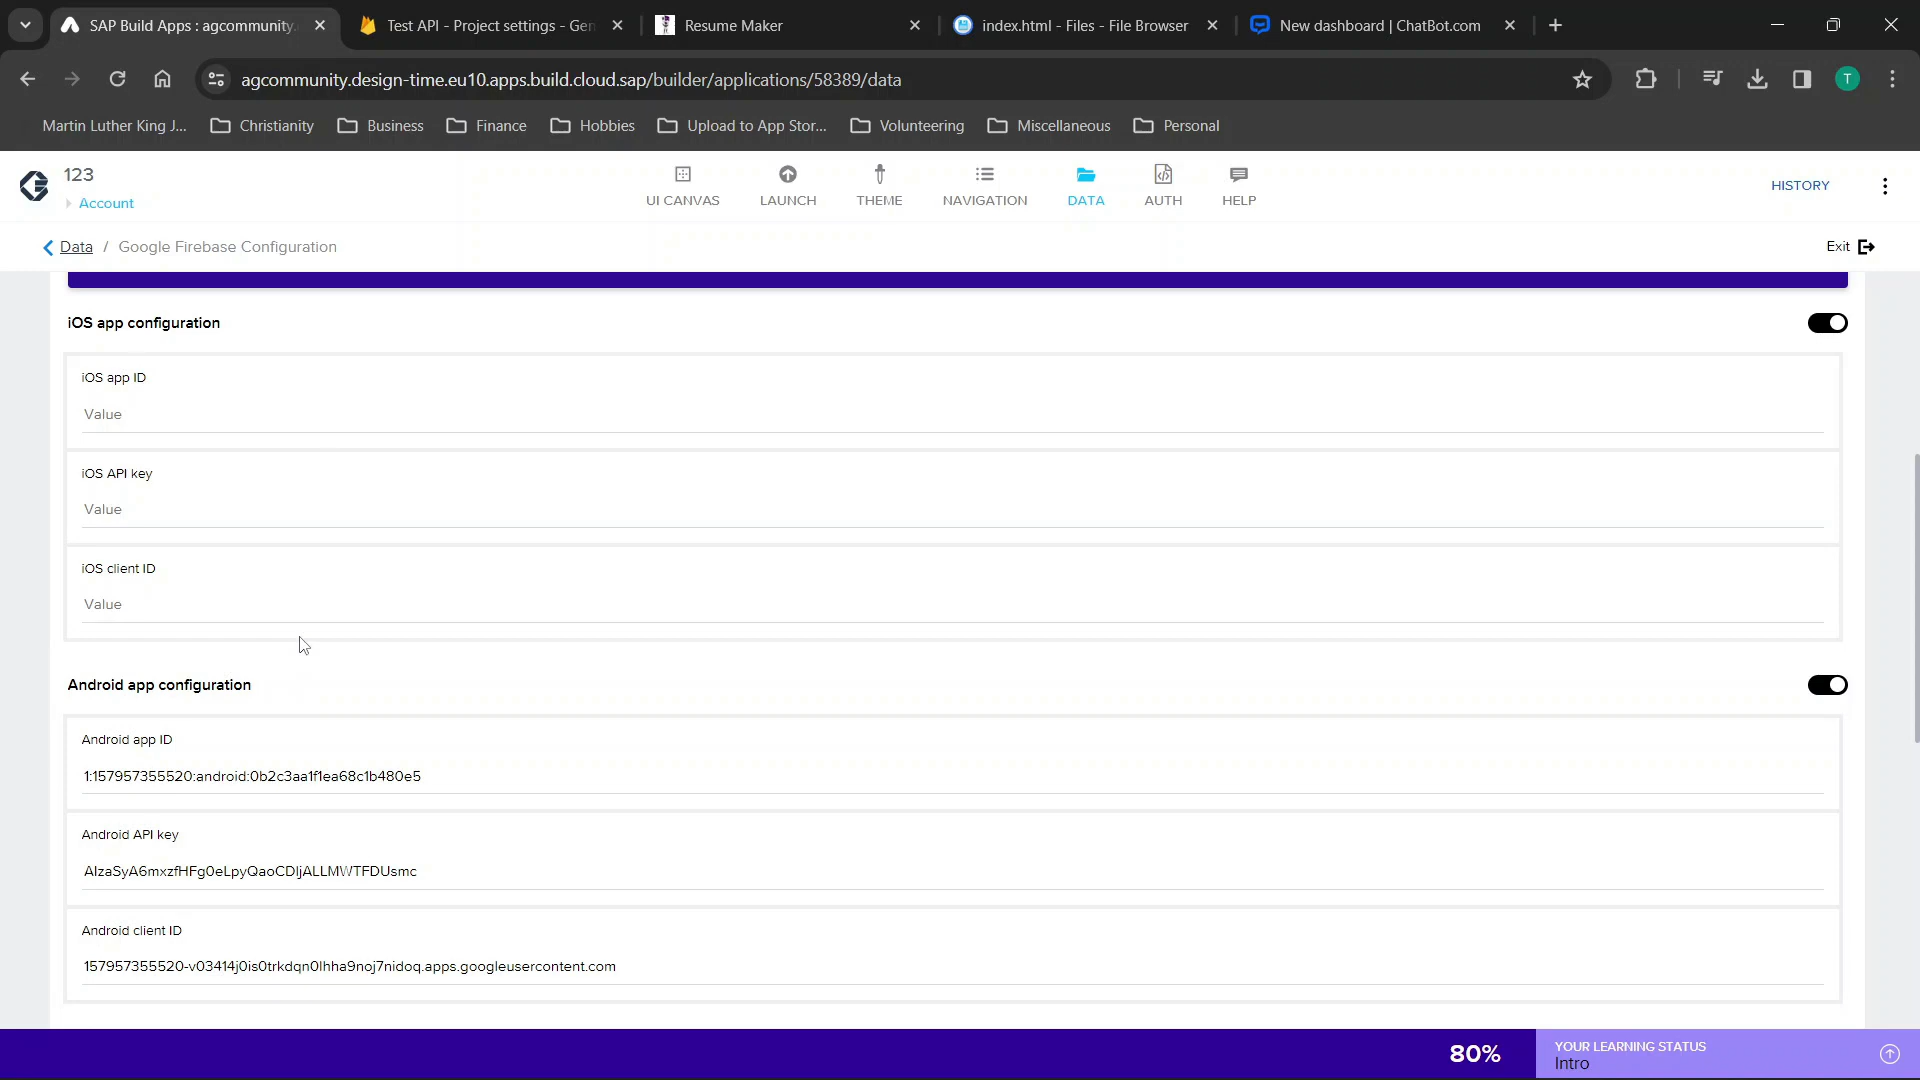 SAP Build Apps : agcommunity.
Test API - Project settings - Gen
Resume Maker
index.html - Files - File Browser
New dashboard | ChatBot.com
agcommunity.design-time.eu10.apps.build.cloud.sap/builder/applications/58389/data
T
Martin Luther King J...
Christianity
Business
Finance
Hobbies
Upload to App Stor...
Volunteering
Miscellaneous
Personal
123
Account
UI CANVAS
LAUNCH
THEME
NAVIGATION
DATA
AUTH
HELP
HISTORY
Data / Google Firebase Configuration
Exit
iOS app configuration
iOS app ID
Value
iOS API key
Value
iOS client ID
Value
Android app configuration
Android app ID
1:157957355520:android:0b2c3aa1f1ea68c1b480e5
Android API key
AIzaSyA6mxzfHFg0eLpyQaoCDIjALLMWTFDUsmc
Android client ID
157957355520-v03414j0is0trkdqn0lhha9noj7nidoq.apps.googleusercontent.com
80%
YOUR LEARNING STATUS
Intro